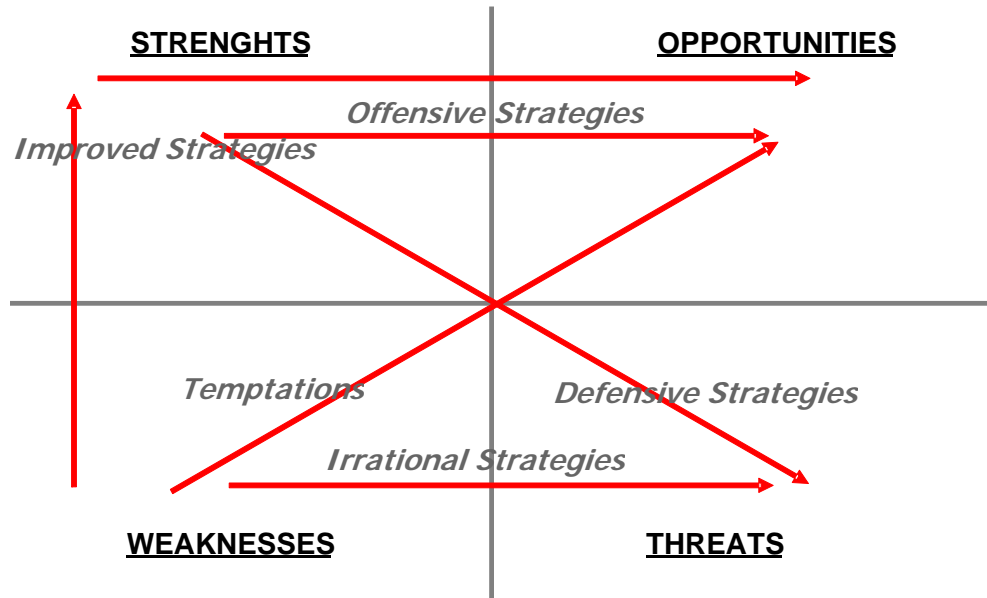 STRENGHTS
OPPORTUNITIES
Offensive Strategies
Improved Strategies
Temptations
Defensive Strategies
Irrational Strategies
WEAKNESSES
THREATS